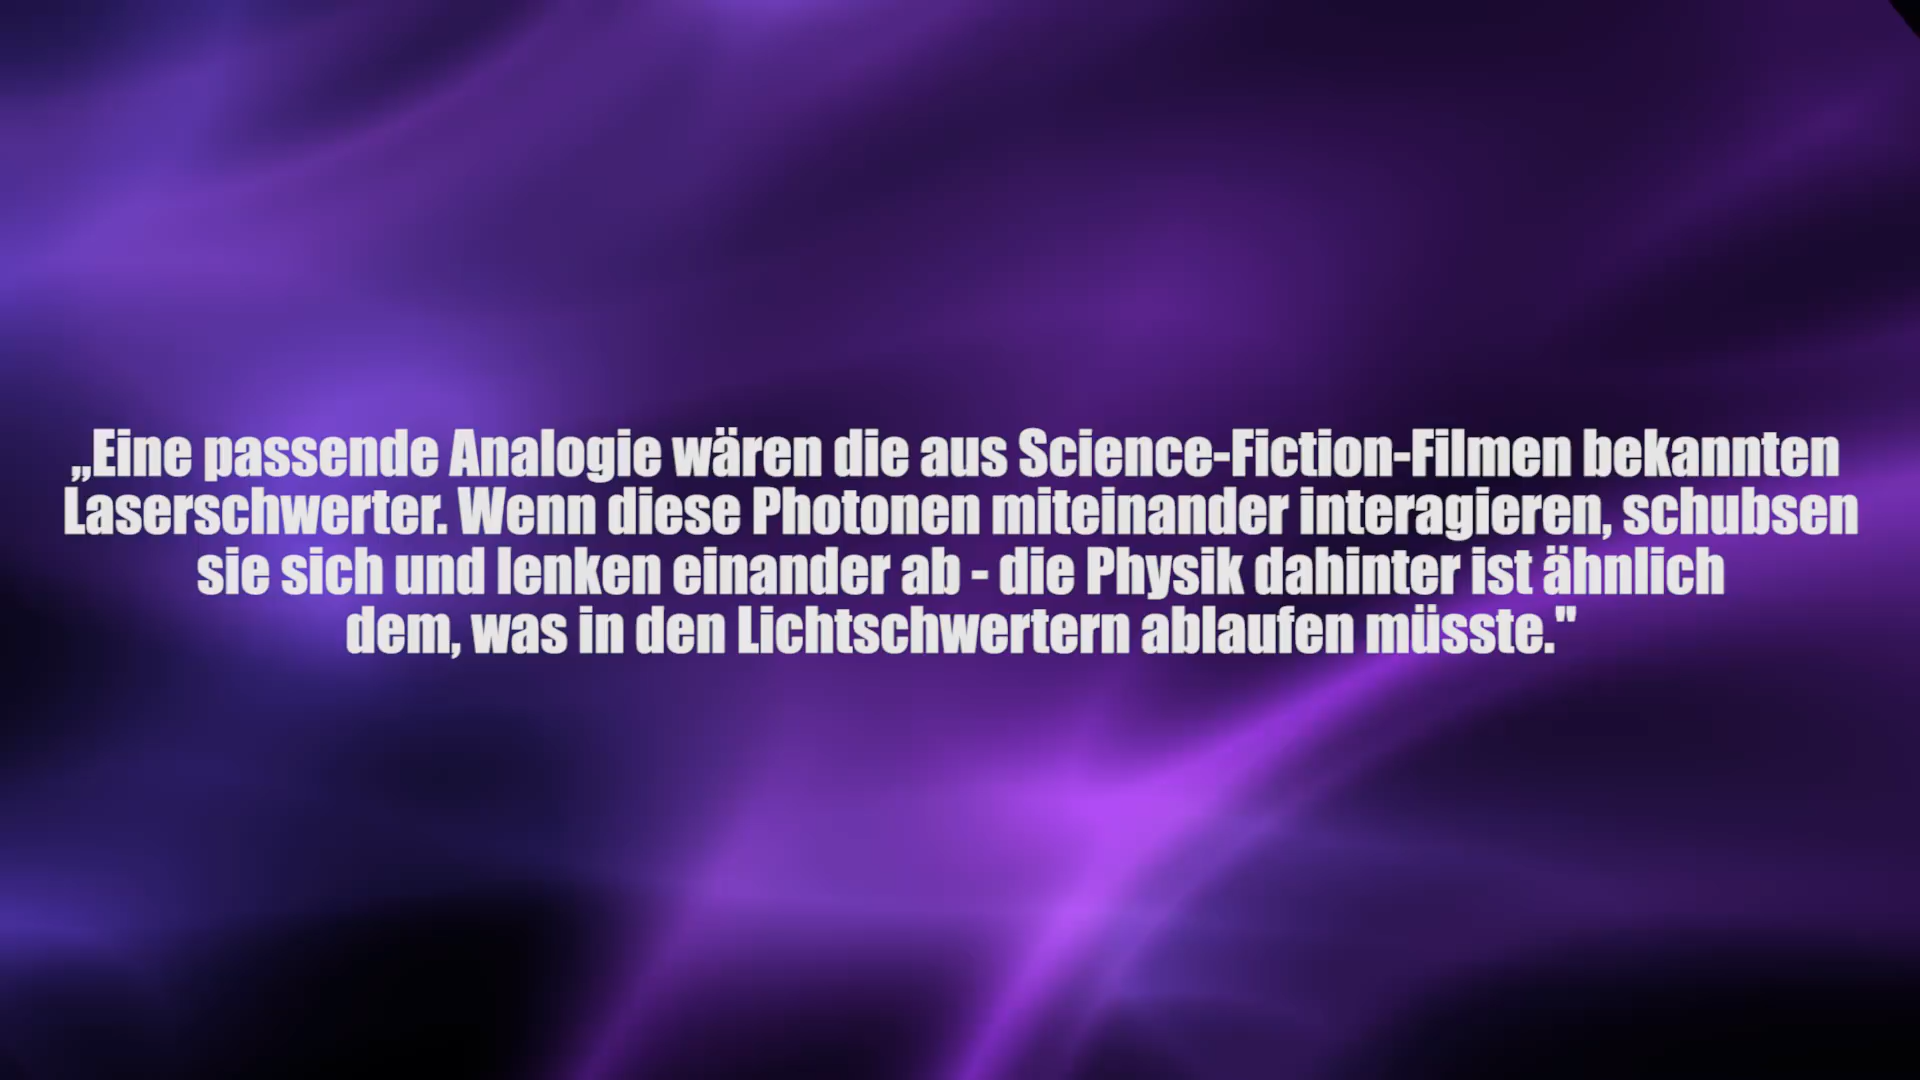 „Eine passende Analogie wären die aus Science-Fiction-Filmen bekannten
Laserschwerter. Wenn diese Photonen miteinander interagieren, schubsen
sie sich und lenken einander ab - die Physik dahinter ist ähnlich
dem, was in den Lichtschwertern ablaufen müsste."